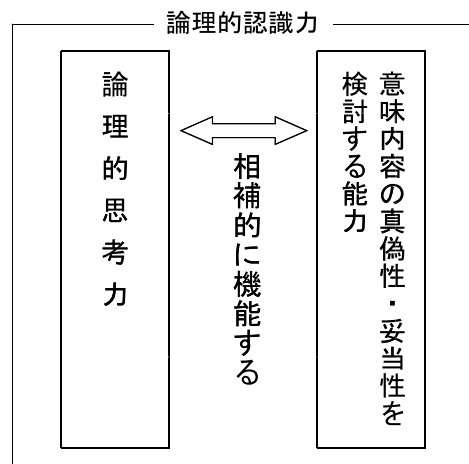 論理的認識力
論理的思考力
相補的に機能する
意味内容の真偽性・妥当性を
検討する能力